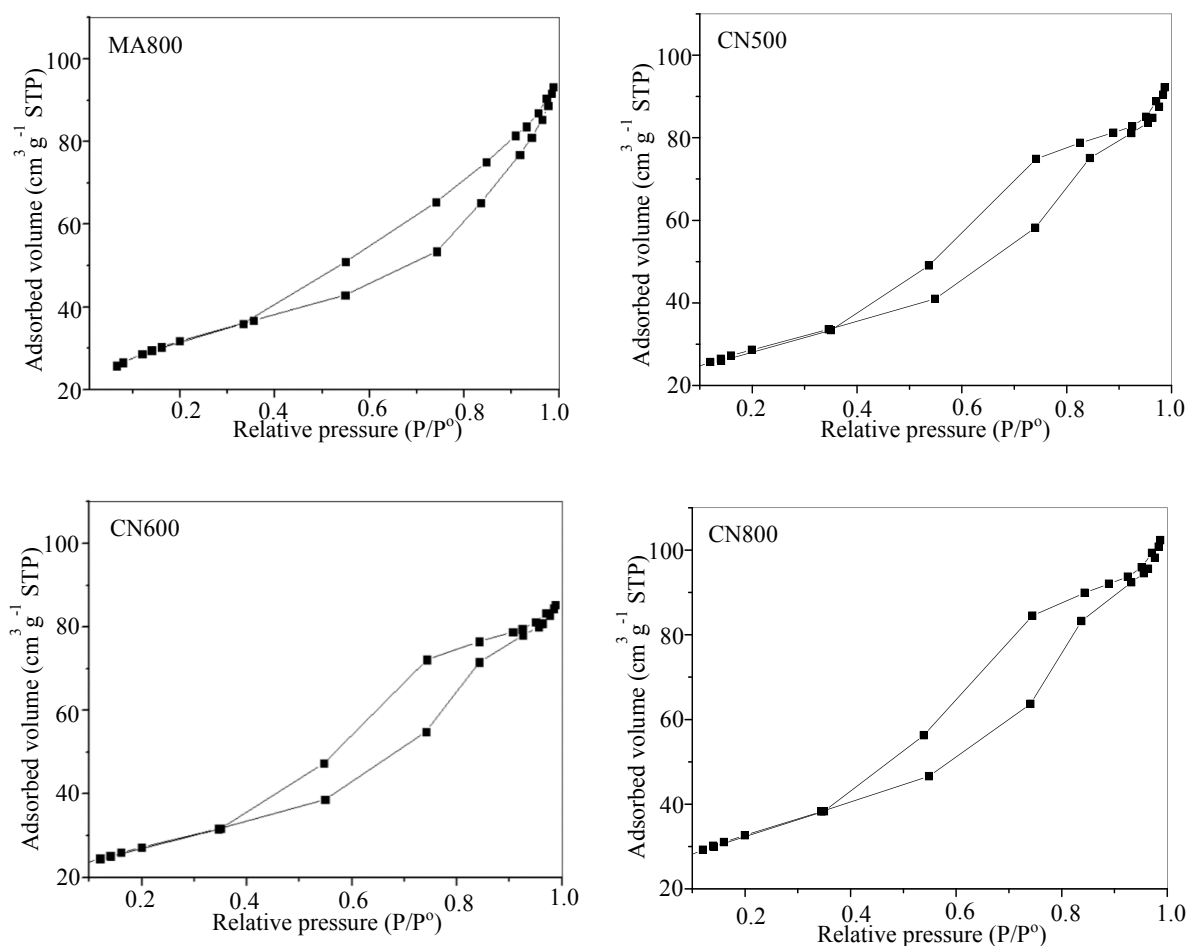 MA800
Adsorbed volume (cm³ g⁻¹ STP)
100
80
60
40
20
0.2 0.4 0.6 0.8 1.0
Relative pressure (P/Pᵒ)
CN500
Adsorbed volume (cm³ g⁻¹ STP)
100
80
60
40
20
0.2 0.4 0.6 0.8 1.0
Relative pressure (P/Pᵒ)
CN600
Adsorbed volume (cm³ g⁻¹ STP)
100
80
60
40
20
0.2 0.4 0.6 0.8 1.0
Relative pressure (P/Pᵒ)
CN800
Adsorbed volume (cm³ g⁻¹ STP)
100
80
60
40
20
0.2 0.4 0.6 0.8 1.0
Relative pressure (P/Pᵒ)